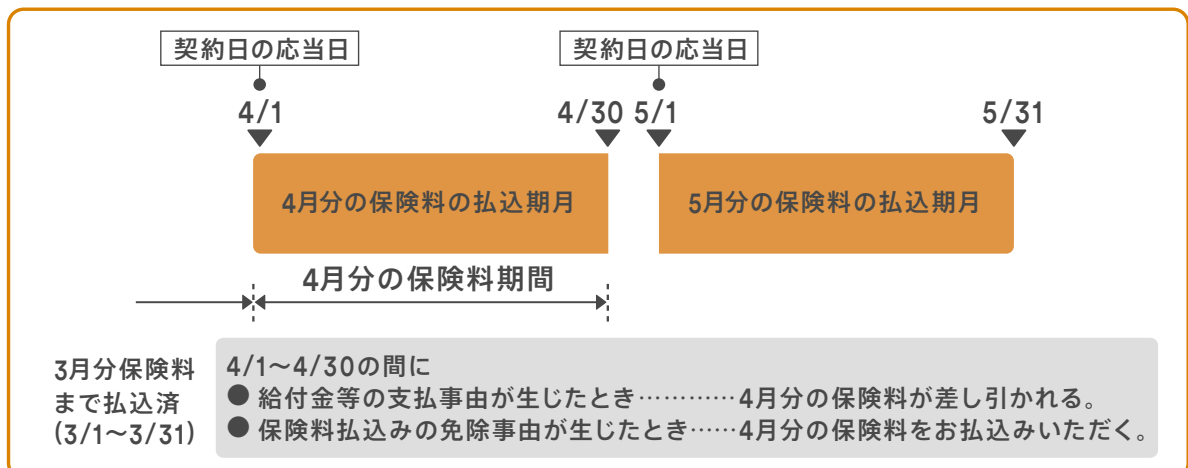 契約日の応当日 契約日の応当日
4/1 4/30 5/1 5/31
4月分の保険料の払込期月 5月分の保険料の払込期月
4月分の保険料期間
3月分保険料
まで払込済
(3/1〜3/31)
4/1〜4/30の間に
● 給付金等の支払事由が生じたとき…………4月分の保険料が差し引かれる。
● 保険料払込みの免除事由が生じたとき……4月分の保険料をお払込みいただく。